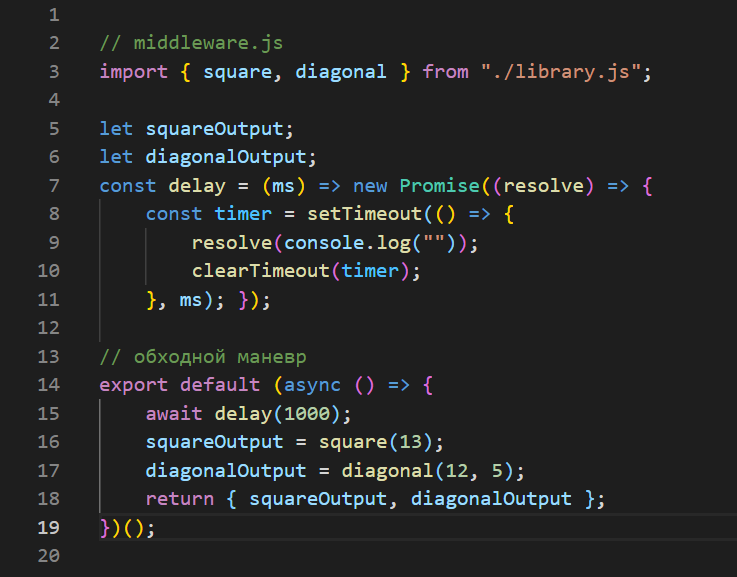 1
2 // middleware.js
3 import { square, diagonal } from "./library.js";
4
5 let squareOutput;
6 let diagonalOutput;
7 const delay = (ms) => new Promise((resolve) => {
8     const timer = setTimeout(() => {
9         resolve(console.log(""));
10         clearTimeout(timer);
11     }, ms); });
12
13 // обходной маневр
14 export default (async () => {
15     await delay(1000);
16     squareOutput = square(13);
17     diagonalOutput = diagonal(12, 5);
18     return { squareOutput, diagonalOutput };
19 })();
20